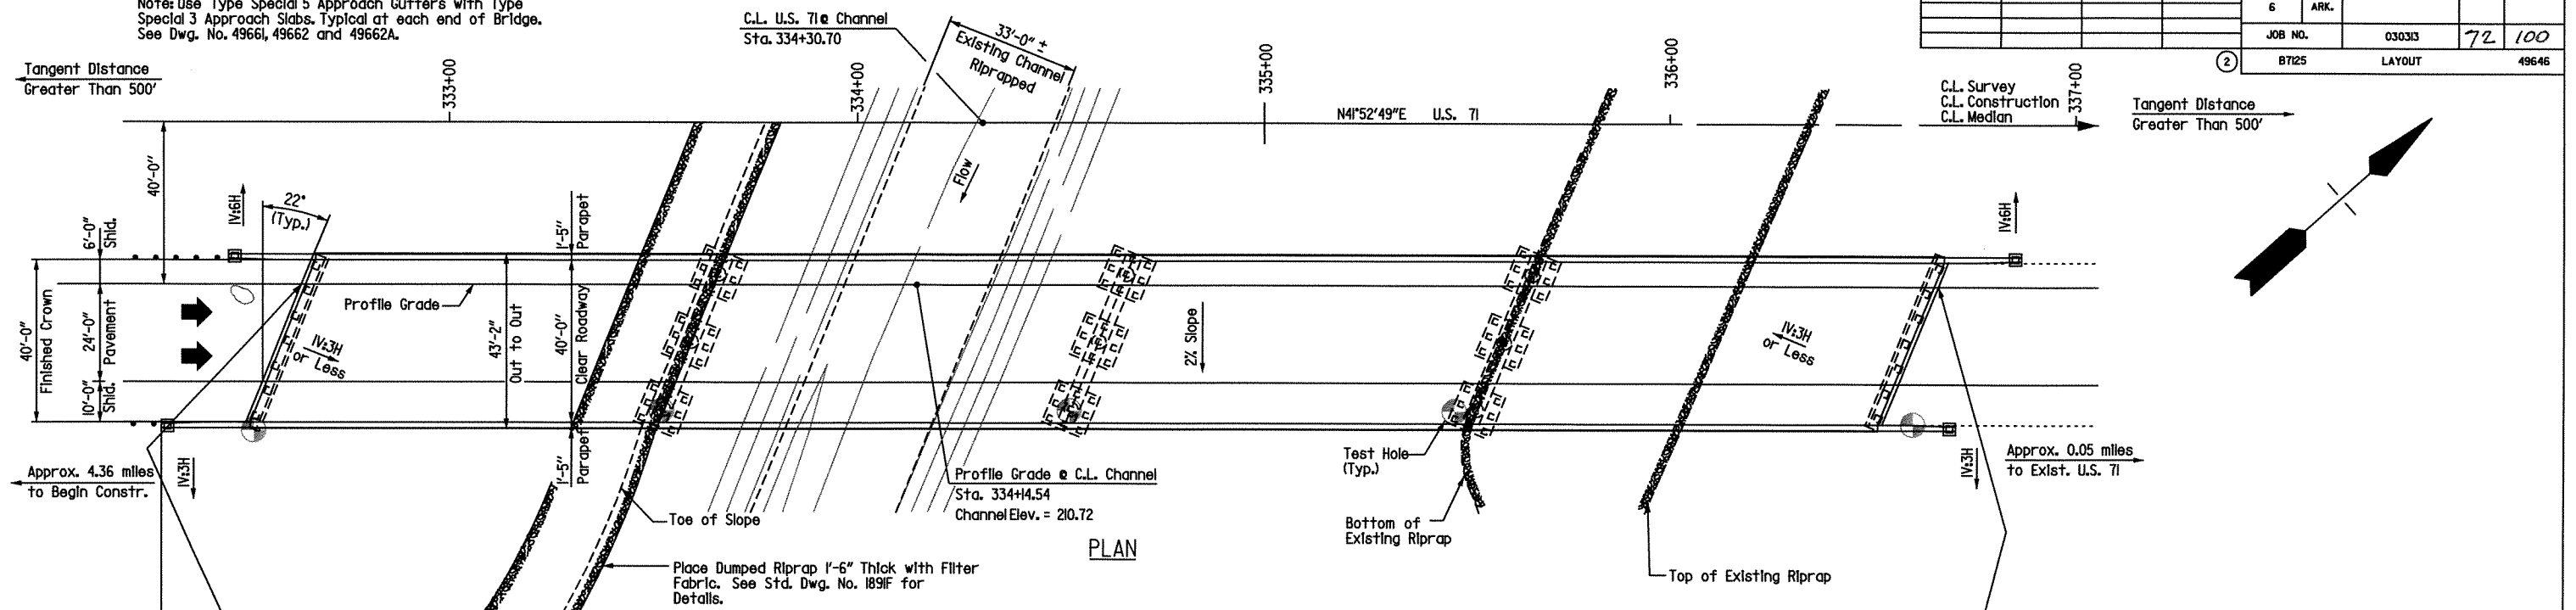 Note: Use Type Special 5 Approach Gutters with Type
Special 3 Approach Slabs. Typical at each end of Bridge.
See Dwg. No. 49661, 49662 and 49662A.
6 ARK.
JOB NO. 030313 72 100
2 B7125 LAYOUT 49646
C.L. U.S. 71 @ Channel
Sta. 334+30.70
33'-0" ±
Existing Channel
Riprapped
Tangent Distance
Greater Than 500'
333+00
334+00
335+00
336+00
337+00
N41°52'49"E U.S. 71
C.L. Survey
C.L. Construction
C.L. Median
Tangent Distance
Greater Than 500'
40'-0"
6'-0"
Shld.
1V:6H
22°
(Typ.)
1'-5"
Parapet
Flow
1V:6H
40'-0"
Finished Crown
24'-0"
Pavement
10'-0"
Shld.
Profile Grade
1V:3H
or Less
43'-2"
Out to Out
40'-0"
Clear Roadway
2% Slope
1V:3H
or Less
1'-5"
Parapet
Approx. 4.36 miles
to Begin Constr.
1V:3H
Toe of Slope
Profile Grade @ C.L. Channel
Sta. 334+14.54
Channel Elev. = 210.72
Test Hole
(Typ.)
1V:3H
Approx. 0.05 miles
to Exist. U.S. 71
Bottom of
Existing Riprap
PLAN
Place Dumped Riprap 1'-6" Thick with Filter
Fabric. See Std. Dwg. No. 1891F for
Details.
Top of Existing Riprap